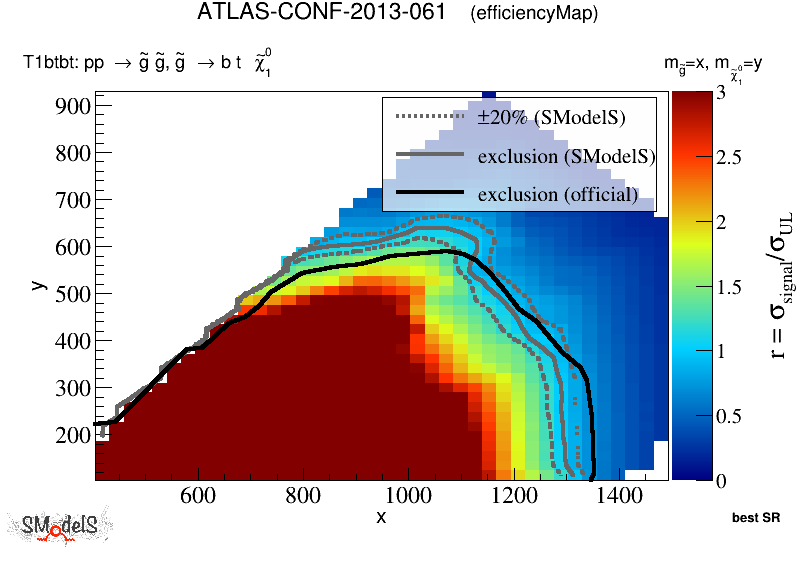 ATLAS-CONF-2013-061 (efficiencyMap)
T1btbt: pp → g̃ g̃, g̃ → b t χ̃₁⁰
m_g̃=x, m_χ̃₁⁰=y
±20% (SModelS)
exclusion (SModelS)
exclusion (official)
900
800
700
600
500
400
300
200
y
600
800
1000
1200
1400
x
3
2.5
2
1.5
1
0.5
0
r = σ_signal/σ_UL
best SR
SModelS